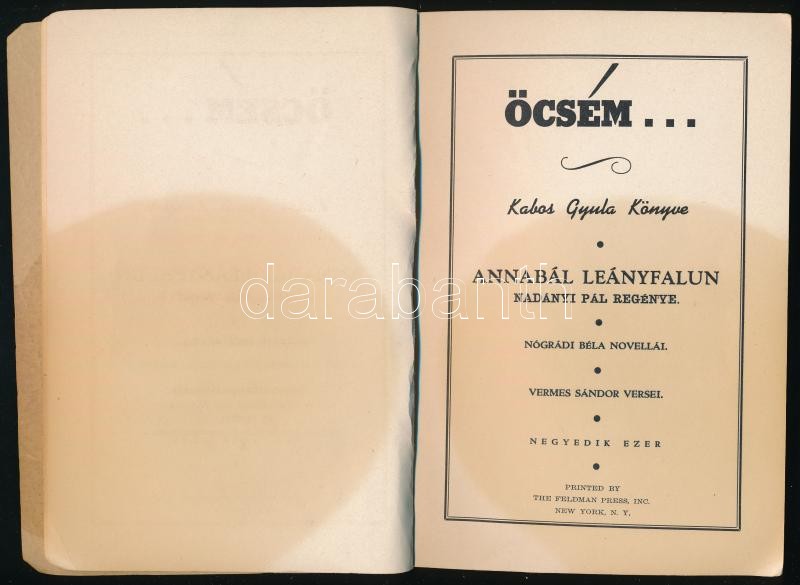 ÖCSÉM...
Kabos Gyula Könyve
ANNABÁL LEÁNYFALUN
NADÁNYI PÁL REGÉNYE.
NÓGRÁDI BÉLA NOVELLÁI.
VERMES SÁNDOR VERSEI.
NEGYEDIK EZER
PRINTED BY
THE FELDMAN PRESS, INC.
NEW YORK, N. Y.
darabanth